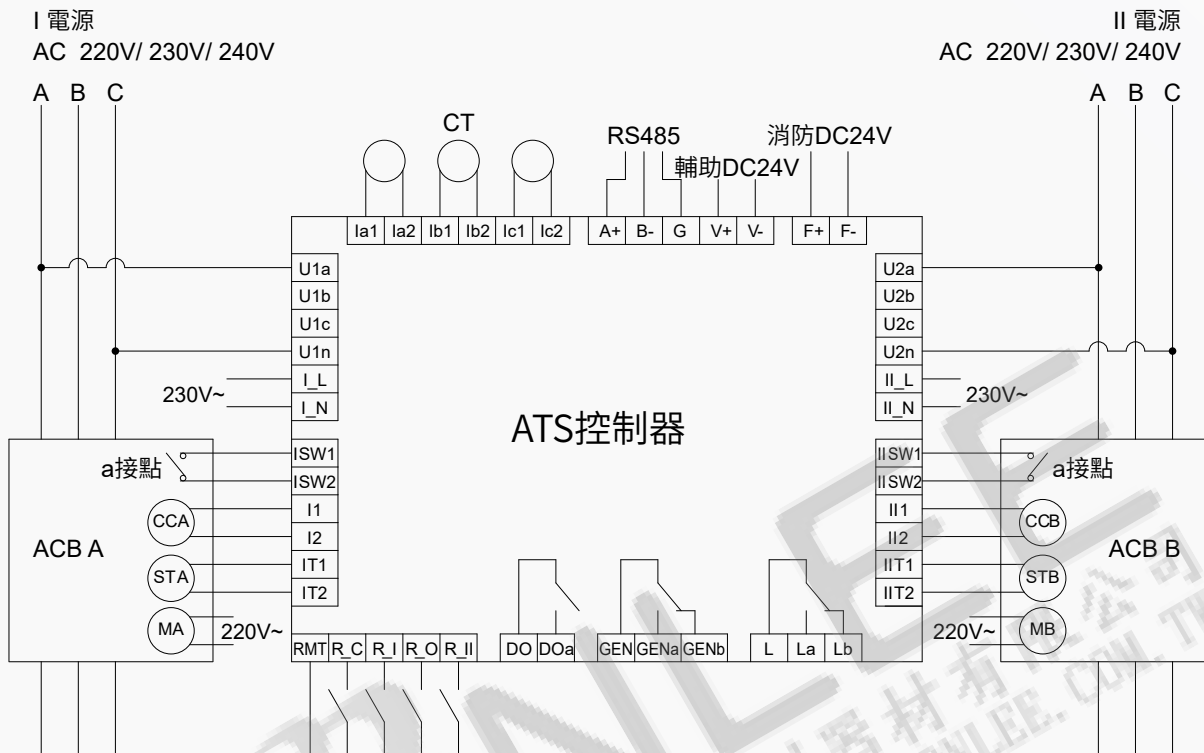 I 電源
AC 220V/ 230V/ 240V
A B C
II 電源
AC 220V/ 230V/ 240V
A B C
CT
RS485
輔助DC24V
消防DC24V
Ia1 Ia2 Ib1 Ib2 Ic1 Ic2
A+ B- G V+ V-
F+ F-
U1a
U1b
U1c
U1n
I_L
I_N
230V~
U2a
U2b
U2c
U2n
II_L
II_N
230V~
ATS控制器
ISW1
ISW2
I1
I2
IT1
IT2
a接點
CCA
ACB A
STA
MA
220V~
IISW1
IISW2
II1
II2
IIT1
IIT2
a接點
CCB
ACB B
STB
MB
220V~
RMT R_C R_I R_O R_II
DO DOa
GEN GENa GENb
L La Lb